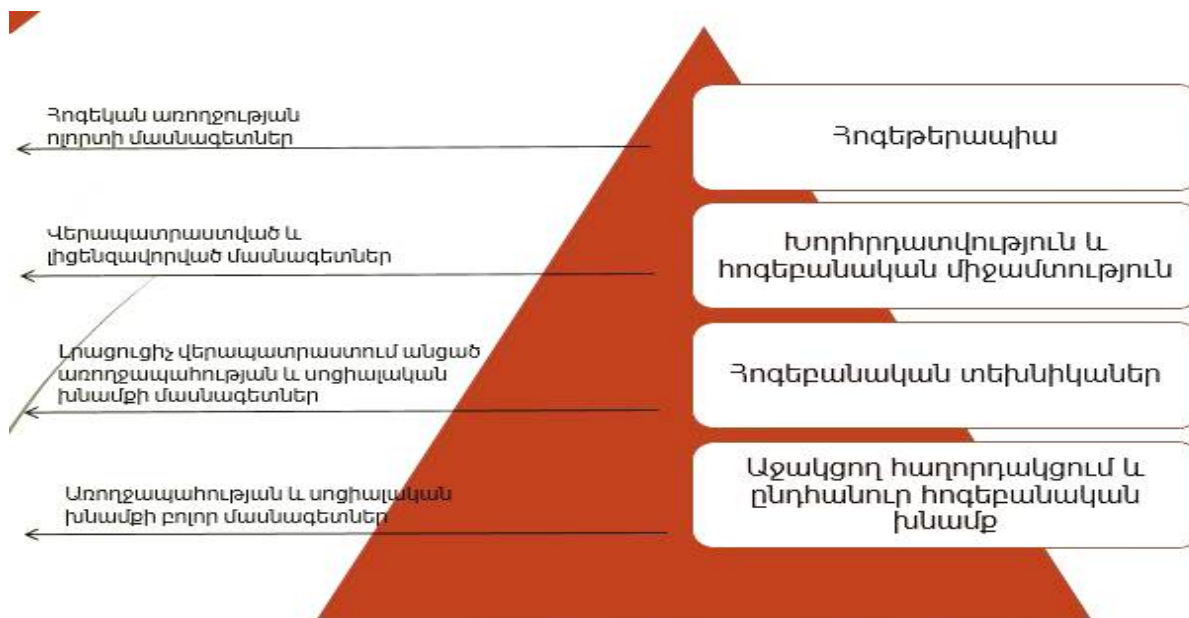 Հոգեկան առողջության
ոլորտի մասնագետներ
Հոգեթերապիա
Վերապատրաստված և
լիցենզավորված մասնագետներ
Խորհրդատվություն և
հոգեբանական միջամտություն
Լրացուցիչ վերապատրաստում անցած
առողջապահության և սոցիալական
խնամքի մասնագետներ
Հոգեբանական տեխնիկաներ
Առողջապահության և սոցիալական
խնամքի բոլոր մասնագետներ
Աջակցող հաղորդակցում և
ընդհանուր հոգեբանական
խնամք